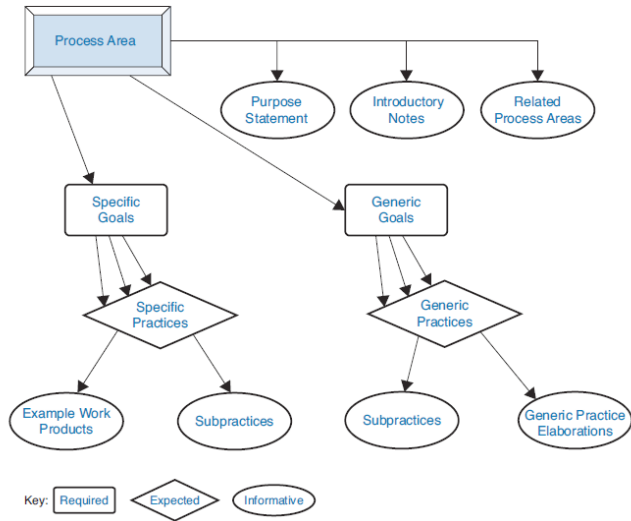 Process Area
Purpose
Statement
Introductory
Notes
Related
Process Areas
Specific
Goals
Generic
Goals
Specific
Practices
Generic
Practices
Example Work
Products
Subpractices
Subpractices
Generic Practice
Elaborations
Key: Required Expected Informative